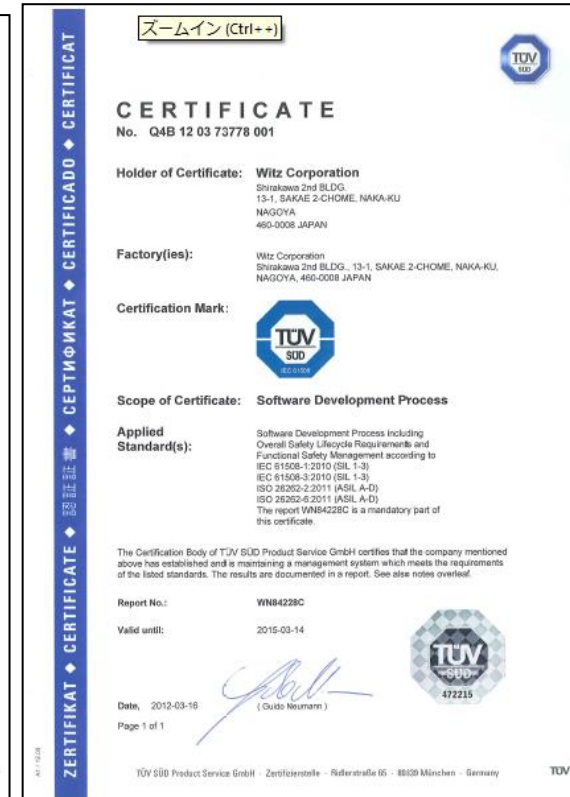 ズームイン (Ctrl++)
TÜV
SÜD
ZERTIFIKAT ◆ CERTIFICATE ◆ 認証証書 ◆ СЕРТИФИКАТ ◆ CERTIFICADO ◆ CERTIFICAT
CERTIFICATE
No. Q4B 12 03 73778 001
Holder of Certificate: Witz Corporation
Shirakawa 2nd BLDG.
13-1, SAKAE 2-CHOME, NAKA-KU
NAGOYA
460-0008 JAPAN
Factory(ies): Witz Corporation
Shirakawa 2nd BLDG., 13-1, SAKAE 2-CHOME, NAKA-KU,
NAGOYA, 460-0008 JAPAN
Certification Mark:
TÜV
SÜD
IEC 61508
Scope of Certificate: Software Development Process
Applied
Standard(s):
Software Development Process including
Overall Safety Lifecycle Requirements and
Functional Safety Management according to
IEC 61508-1:2010 (SIL 1-3)
IEC 61508-3:2010 (SIL 1-3)
ISO 26262-2:2011 (ASIL A-D)
ISO 26262-6:2011 (ASIL A-D)
The report WN84228C is a mandatory part of
this certificate.
The Certification Body of TÜV SÜD Product Service GmbH certifies that the company mentioned
above has established and is maintaining a management system which meets the requirements
of the listed standards. The results are documented in a report. See also notes overleaf.
Report No.: WN84228C
Valid until: 2015-03-14
TÜV
SÜD
472215
Date, 2012-03-16
( Guido Neumann )
Page 1 of 1
TÜV SÜD Product Service GmbH · Zertifizierstelle · Ridlerstraße 65 · 80339 München · Germany
TÜV